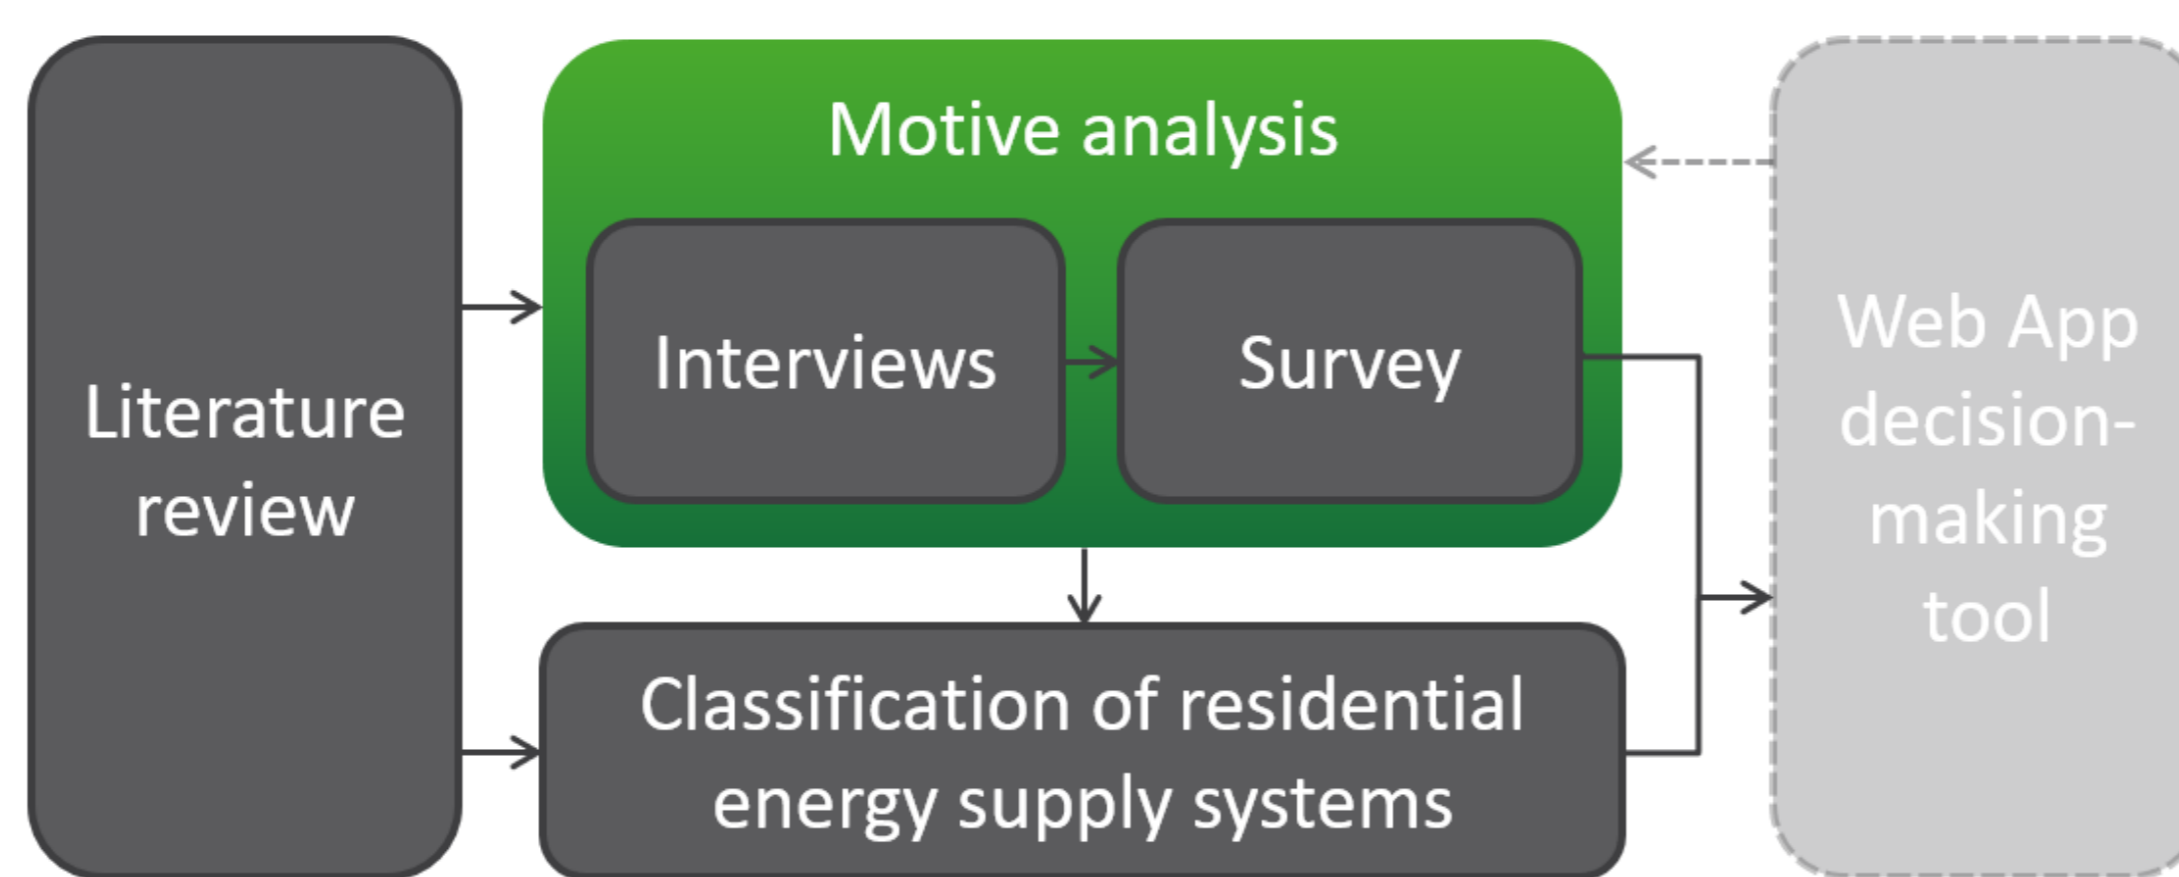 Literature
review
Motive analysis
Interviews
Survey
Classification of residential
energy supply systems
Web App
decision-
making
tool